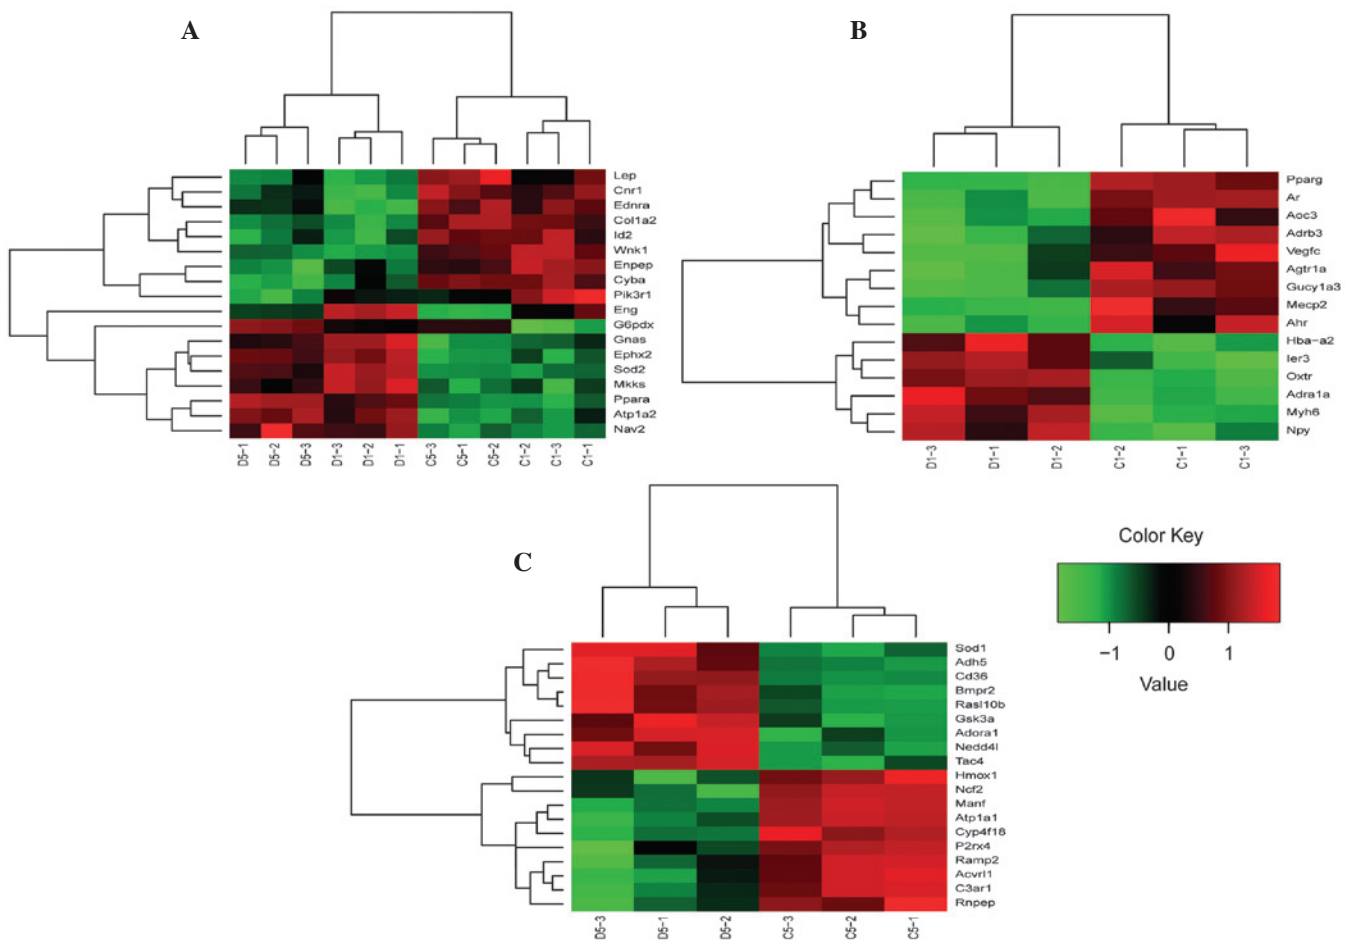 A
Lep
Cnr1
Ednra
Col1a2
Id2
Wnk1
Enpep
Cyba
Pik3r1
Eng
G6pdx
Gnas
Ephx2
Sod2
Mkks
Ppara
Atp1a2
Nav2
D5-1 D5-2 D5-3 D1-3 D1-2 D1-1 C5-3 C5-1 C5-2 C1-2 C1-3 C1-1
B
Pparg
Ar
Aoc3
Adrb3
Vegfc
Agtr1a
Gucy1a3
Mecp2
Ahr
Hba-a2
Ier3
Oxtr
Adra1a
Myh6
Npy
D1-3 D1-1 D1-2 C1-2 C1-1 C1-3
C
Sod1
Adh5
Cd36
Bmpr2
Rasl10b
Gsk3a
Adora1
Nedd4l
Tac4
Hmox1
Ncf2
Manf
Atp1a1
Cyp4f18
P2rx4
Ramp2
Acvrl1
C3ar1
Rnpep
D5-3 D5-1 D5-2 C5-3 C5-2 C5-1
Color Key
−1 0 1
Value